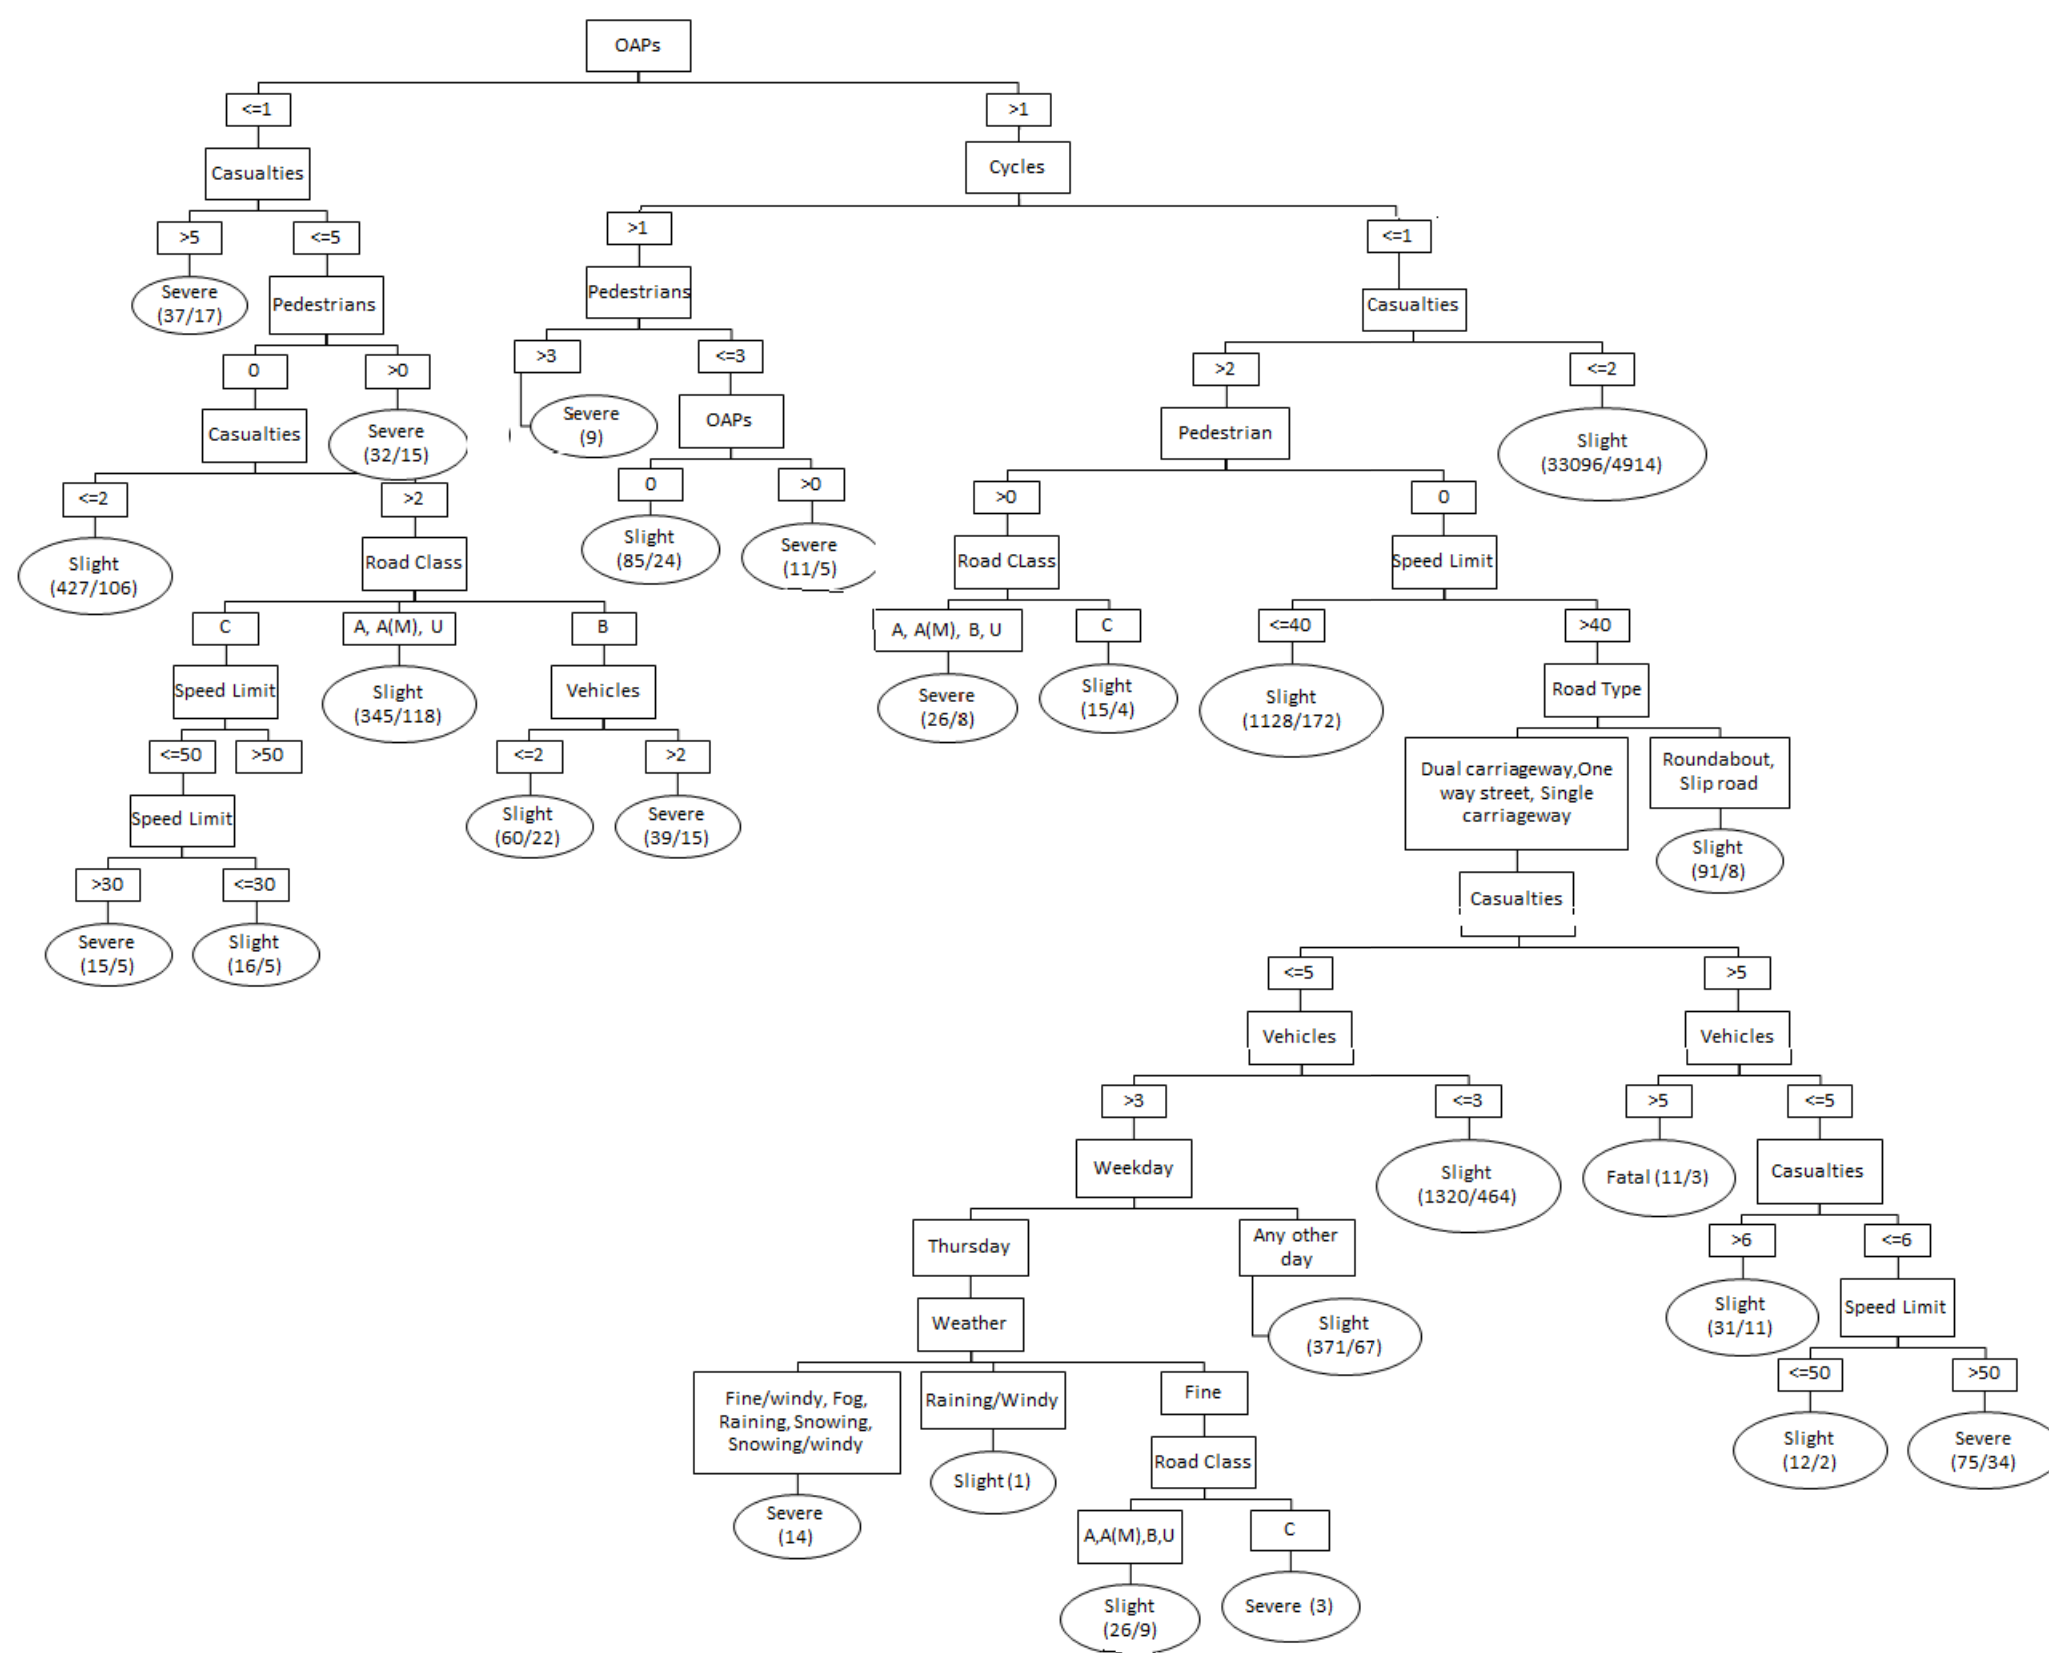 OAPs
<=1
>1
Casualties
Cycles
>5
<=5
>1
<=1
Severe
(37/17)
Pedestrians
Pedestrians
Casualties
0
>0
>3
<=3
>2
<=2
Casualties
Severe
(32/15)
Severe
(9)
OAPs
Pedestrian
Slight
(33096/4914)
<=2
>2
0
>0
>0
0
Slight
(427/106)
Road Class
Slight
(85/24)
Severe
(11/5)
Road CLass
Speed Limit
C
A, A(M), U
B
A, A(M), B, U
C
<=40
>40
Speed Limit
Slight
(345/118)
Vehicles
Severe
(26/8)
Slight
(15/4)
Slight
(1128/172)
Road Type
<=50
>50
<=2
>2
Dual carriageway,One
way street, Single
carriageway
Roundabout,
Slip road
Speed Limit
Slight
(60/22)
Severe
(39/15)
Slight
(91/8)
>30
<=30
Casualties
Severe
(15/5)
Slight
(16/5)
<=5
>5
Vehicles
Vehicles
>3
<=3
>5
<=5
Weekday
Slight
(1320/464)
Fatal (11/3)
Casualties
Thursday
Any other
day
>6
<=6
Weather
Slight
(371/67)
Slight
(31/11)
Speed Limit
Fine/windy, Fog,
Raining, Snowing,
Snowing/windy
Raining/Windy
Fine
<=50
>50
Severe
(14)
Slight (1)
Road Class
Slight
(12/2)
Severe
(75/34)
A,A(M),B,U
C
Slight
(26/9)
Severe (3)